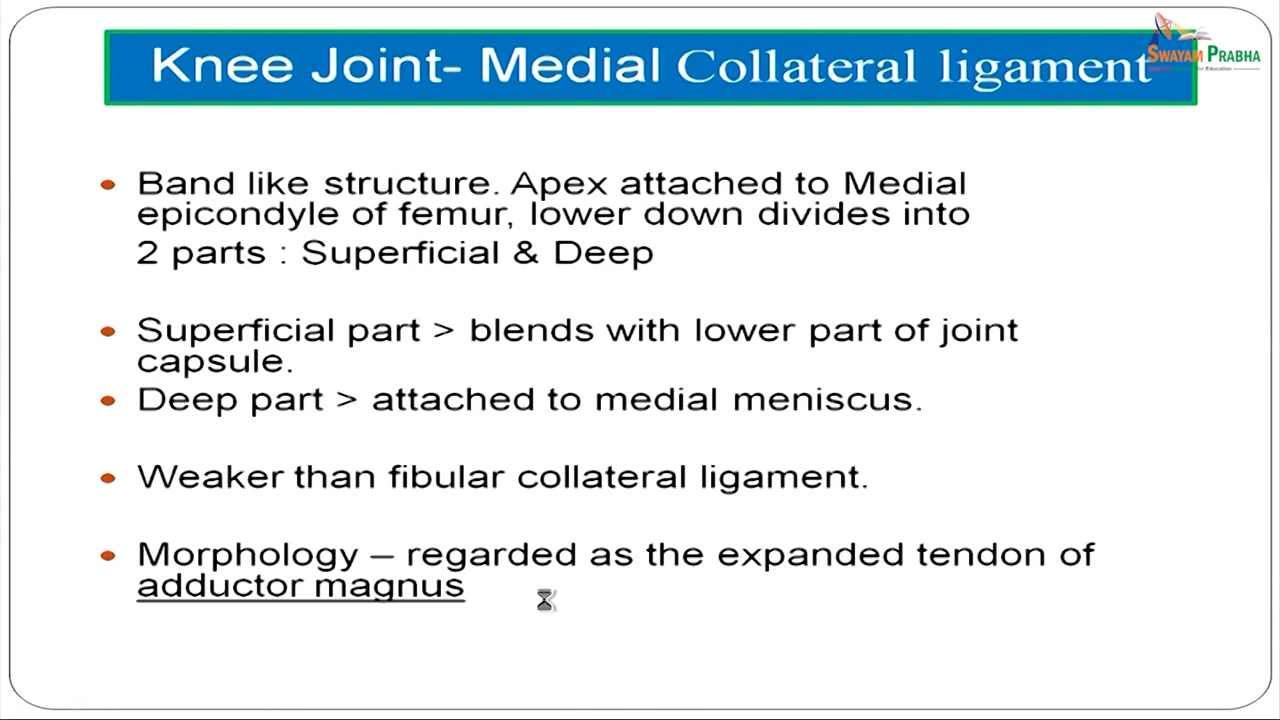 Knee Joint- Medial Collateral ligament
SWAYAM PRABHA
Band like structure. Apex attached to Medial
epicondyle of femur, lower down divides into
2 parts : Superficial & Deep
Superficial part > blends with lower part of joint
capsule.
Deep part > attached to medial meniscus.
Weaker than fibular collateral ligament.
Morphology – regarded as the expanded tendon of
adductor magnus